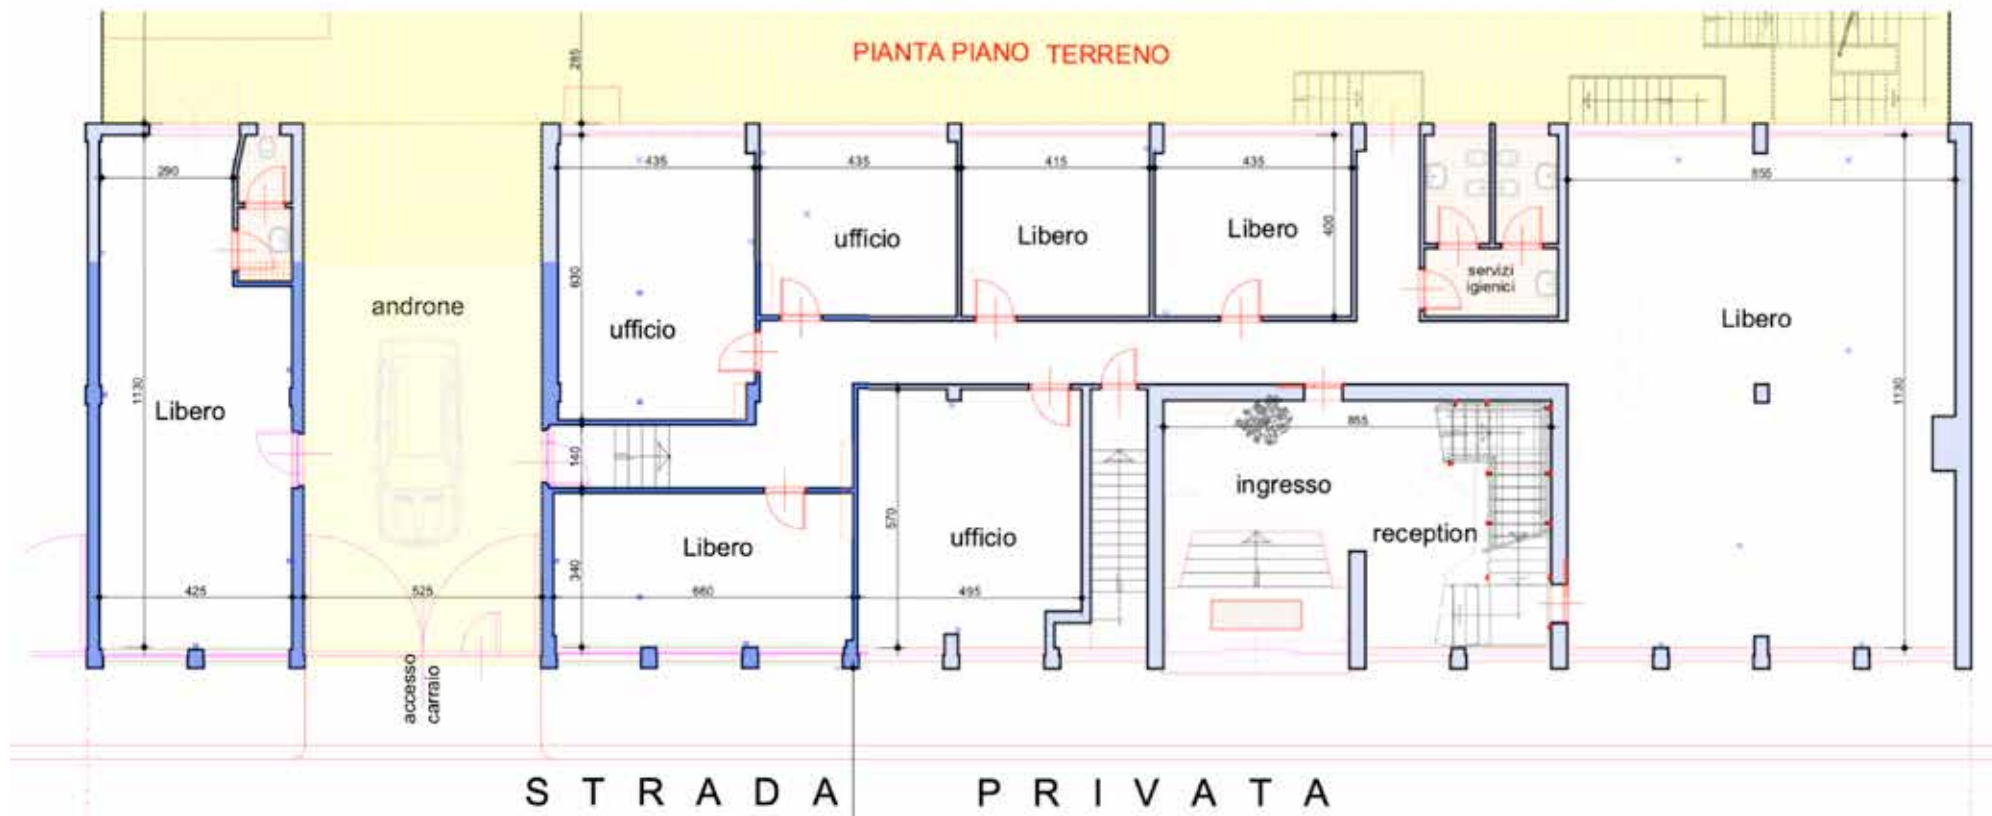 285
PIANTA PIANO TERRENO
290
435
435
415
435
855
ufficio
Libero
Libero
400
servizi
igienici
androne
630
ufficio
Libero
1130
Libero
1130
855
140
ingresso
570
reception
Libero
ufficio
340
425
525
660
495
accesso
carraio
STRADA PRIVATA